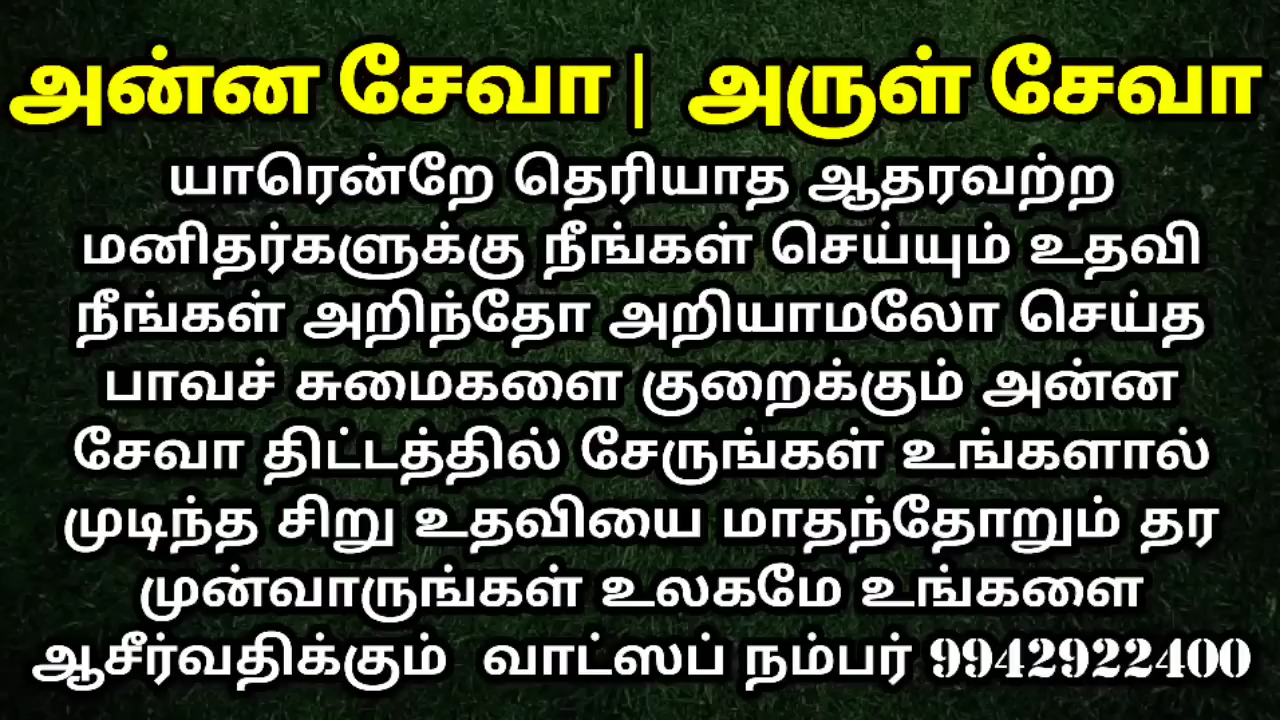 அன்ன சேவா | அருள் சேவா
யாரென்றே தெரியாத ஆதரவற்ற
மனிதர்களுக்கு நீங்கள் செய்யும் உதவி
நீங்கள் அறிந்தோ அறியாமலோ செய்த
பாவச் சுமைகளை குறைக்கும் அன்ன
சேவா திட்டத்தில் சேருங்கள் உங்களால்
முடிந்த சிறு உதவியை மாதந்தோறும் தர
முன்வாருங்கள் உலகமே உங்களை
ஆசீர்வதிக்கும் வாட்ஸப் நம்பர் 9942922400